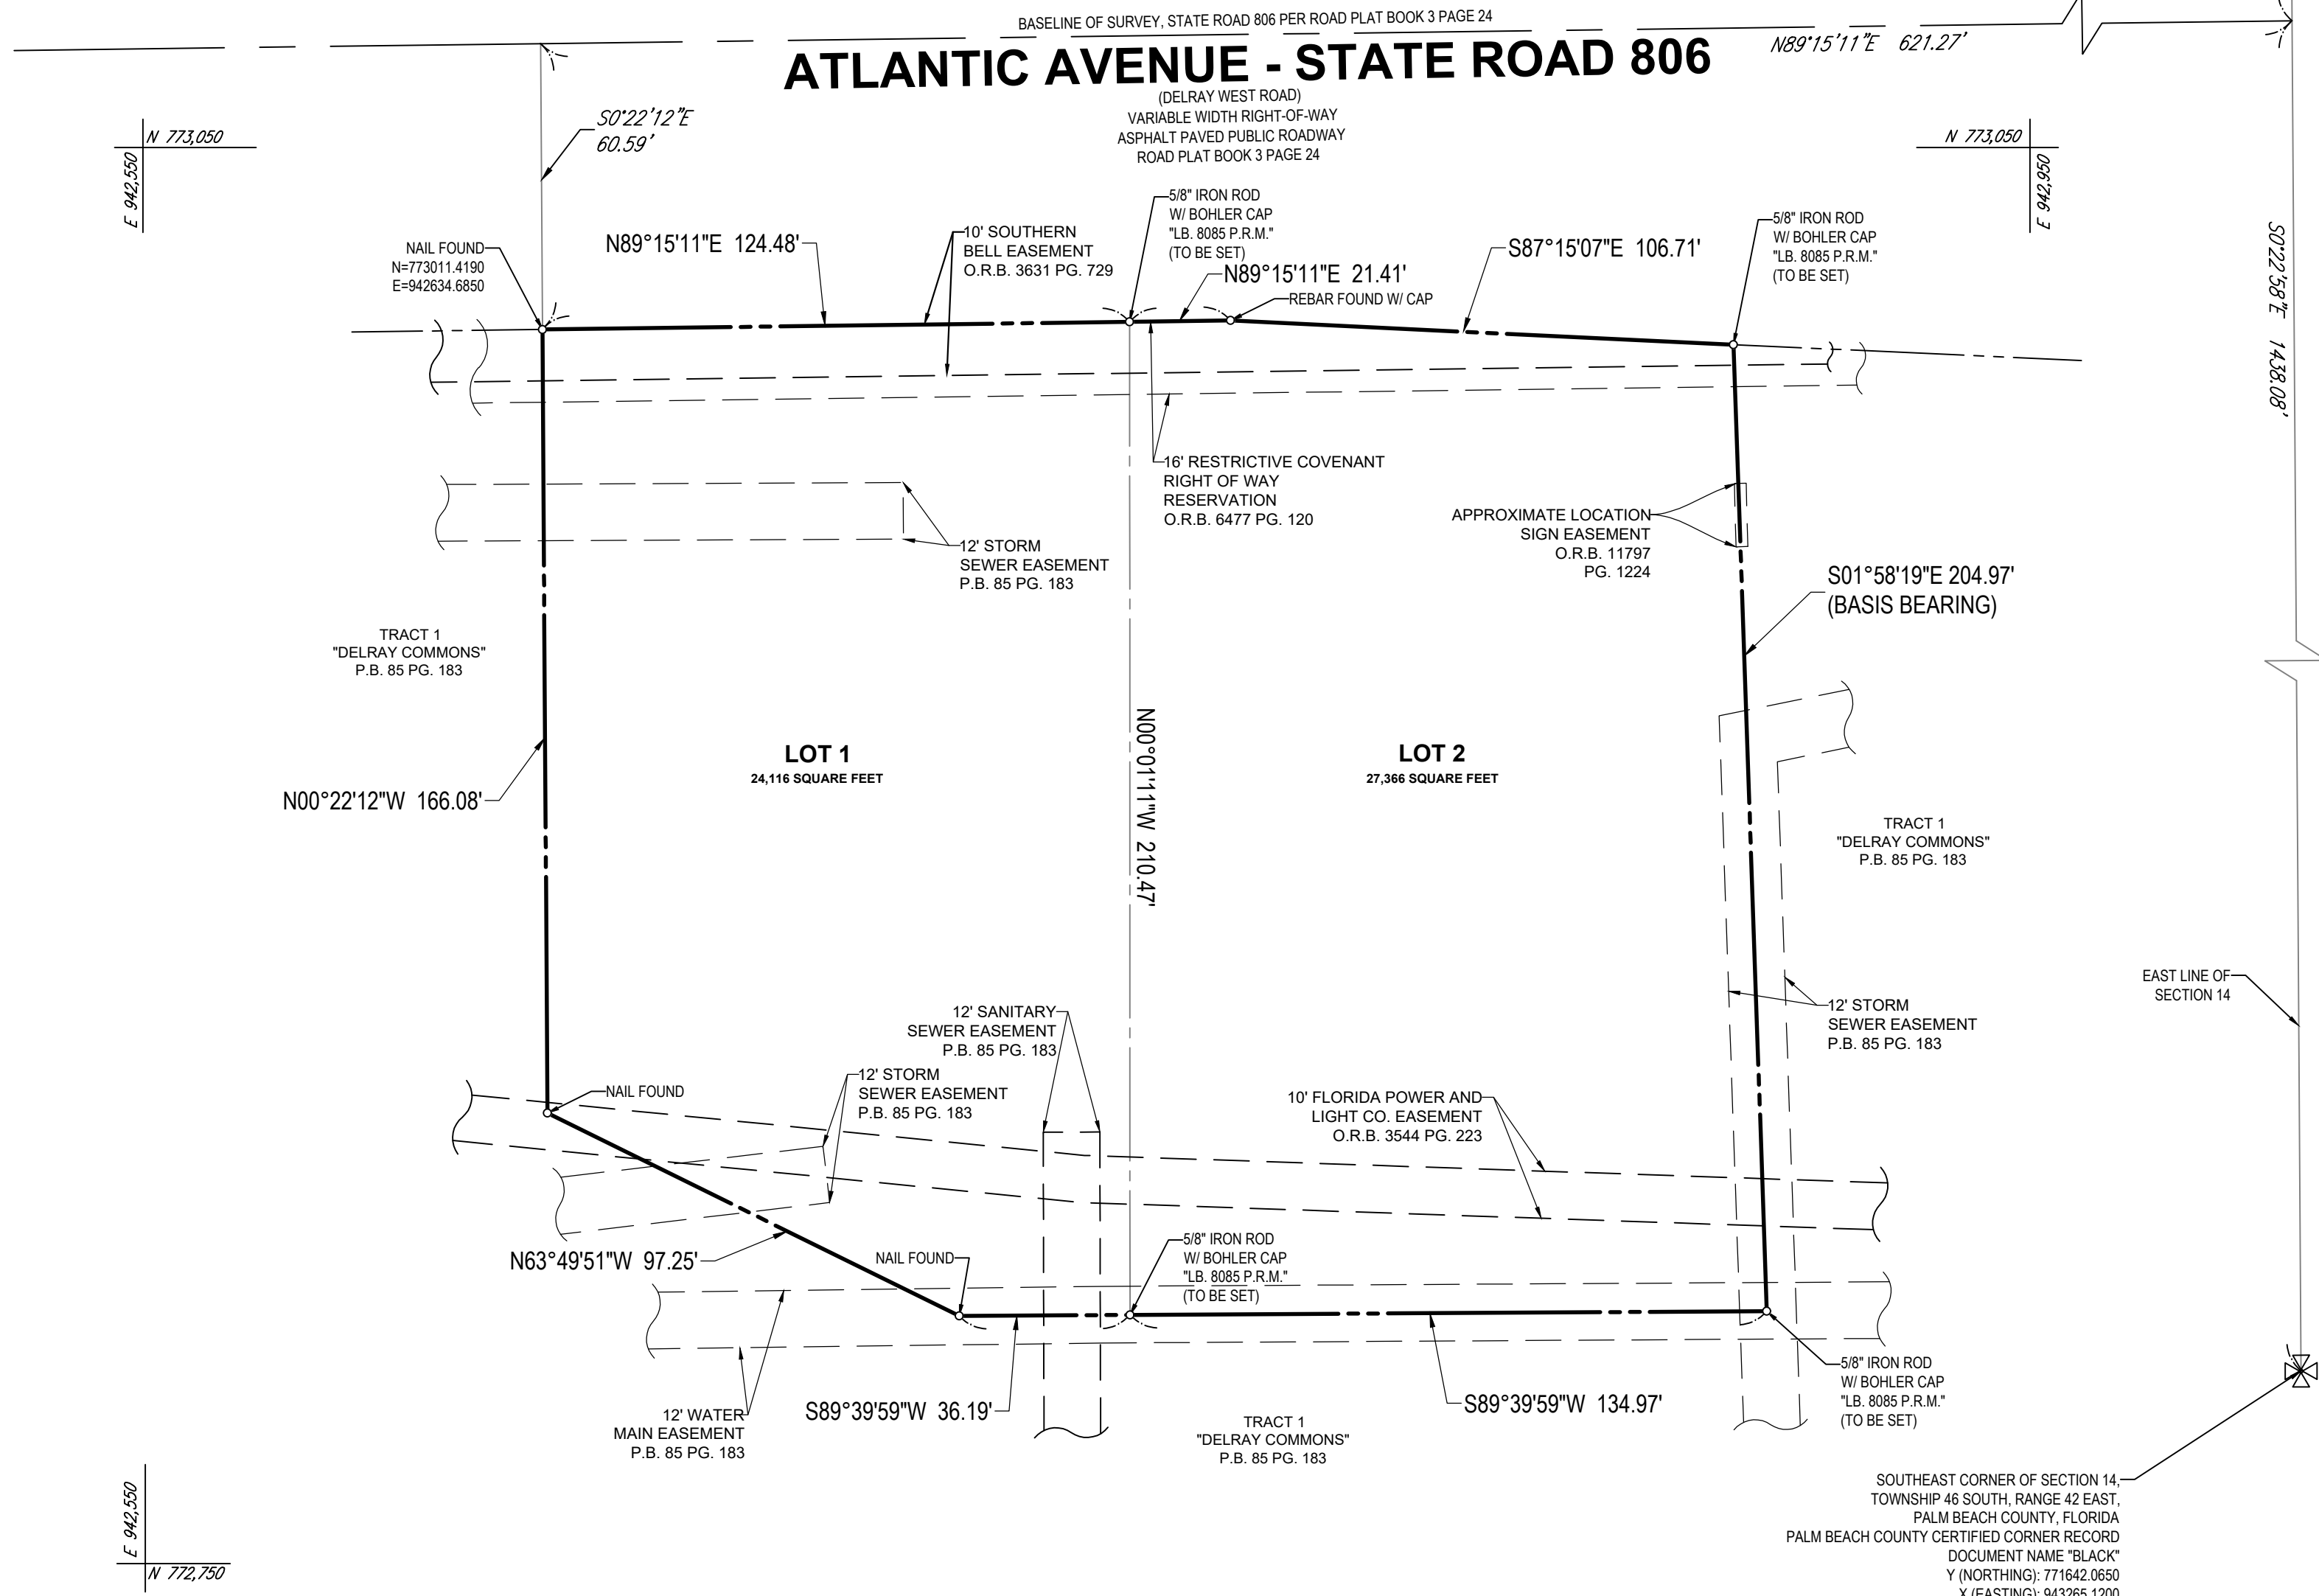 BASELINE OF SURVEY, STATE ROAD 806 PER ROAD PLAT BOOK 3 PAGE 24
ATLANTIC AVENUE - STATE ROAD 806
N89°15'11"E 621.27'
(DELRAY WEST ROAD)
VARIABLE WIDTH RIGHT-OF-WAY
ASPHALT PAVED PUBLIC ROADWAY
ROAD PLAT BOOK 3 PAGE 24
S0°22'12"E
60.59'
N 773,050
E 942,550
N 773,050
E 942,950
S0°22'58"E 1438.08'
NAIL FOUND
N=773011.4190
E=942634.6850
N89°15'11"E 124.48'
10' SOUTHERN
BELL EASEMENT
O.R.B. 3631 PG. 729
5/8" IRON ROD
W/ BOHLER CAP
"LB. 8085 P.R.M."
(TO BE SET)
N89°15'11"E 21.41'
REBAR FOUND W/ CAP
S87°15'07"E 106.71'
5/8" IRON ROD
W/ BOHLER CAP
"LB. 8085 P.R.M."
(TO BE SET)
16' RESTRICTIVE COVENANT
RIGHT OF WAY
RESERVATION
O.R.B. 6477 PG. 120
APPROXIMATE LOCATION
SIGN EASEMENT
O.R.B. 11797
PG. 1224
12' STORM
SEWER EASEMENT
P.B. 85 PG. 183
S01°58'19"E 204.97'
(BASIS BEARING)
TRACT 1
"DELRAY COMMONS"
P.B. 85 PG. 183
LOT 1
24,116 SQUARE FEET
N00°01'11"W 210.47'
LOT 2
27,366 SQUARE FEET
N00°22'12"W 166.08'
TRACT 1
"DELRAY COMMONS"
P.B. 85 PG. 183
EAST LINE OF
SECTION 14
12' STORM
SEWER EASEMENT
P.B. 85 PG. 183
12' SANITARY
SEWER EASEMENT
P.B. 85 PG. 183
12' STORM
SEWER EASEMENT
P.B. 85 PG. 183
NAIL FOUND
10' FLORIDA POWER AND
LIGHT CO. EASEMENT
O.R.B. 3544 PG. 223
N63°49'51"W 97.25'
NAIL FOUND
5/8" IRON ROD
W/ BOHLER CAP
"LB. 8085 P.R.M."
(TO BE SET)
5/8" IRON ROD
W/ BOHLER CAP
"LB. 8085 P.R.M."
(TO BE SET)
12' WATER
MAIN EASEMENT
P.B. 85 PG. 183
S89°39'59"W 36.19'
S89°39'59"W 134.97'
TRACT 1
"DELRAY COMMONS"
P.B. 85 PG. 183
E 942,550
N 772,750
SOUTHEAST CORNER OF SECTION 14,
TOWNSHIP 46 SOUTH, RANGE 42 EAST,
PALM BEACH COUNTY, FLORIDA
PALM BEACH COUNTY CERTIFIED CORNER RECORD
DOCUMENT NAME "BLACK"
Y (NORTHING): 771642.0650
X (EASTING): 943265.1200